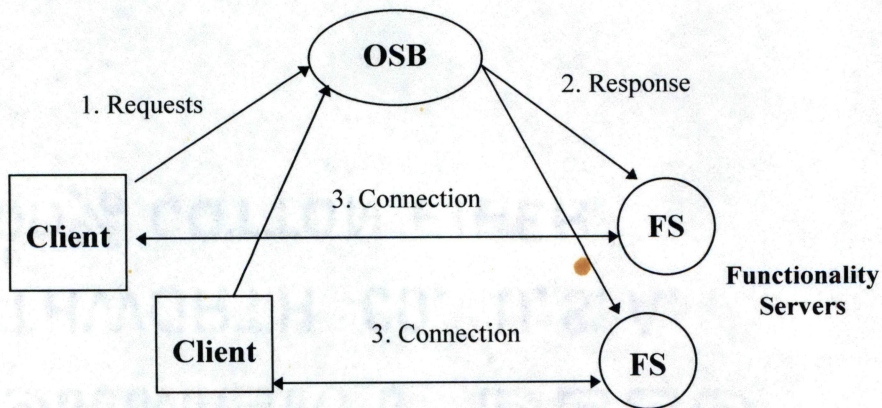 OSB
1. Requests
2. Response
3. Connection
Client
FS
Functionality
Servers
3. Connection
Client
FS